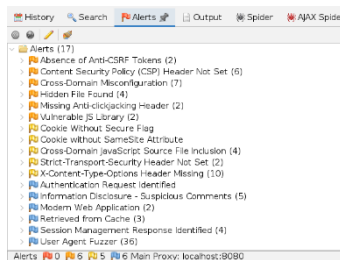 History Search Alerts Output Spider AJAX Spide
Alerts (17)
Absence of Anti-CSRF Tokens (2)
Content Security Policy (CSP) Header Not Set (6)
Cross-Domain Misconfiguration (7)
Hidden File Found (4)
Missing Anti-clickjacking Header (2)
Vulnerable JS Library (2)
Cookie Without Secure Flag
Cookie without SameSite Attribute
Cross-Domain JavaScript Source File Inclusion (4)
Strict-Transport-Security Header Not Set (2)
X-Content-Type-Options Header Missing (10)
Authentication Request Identified
Information Disclosure - Suspicious Comments (5)
Modern Web Application (2)
Retrieved from Cache (3)
Session Management Response Identified (4)
User Agent Fuzzer (36)
Alerts 0 6 5 6 Main Proxy: localhost:8080